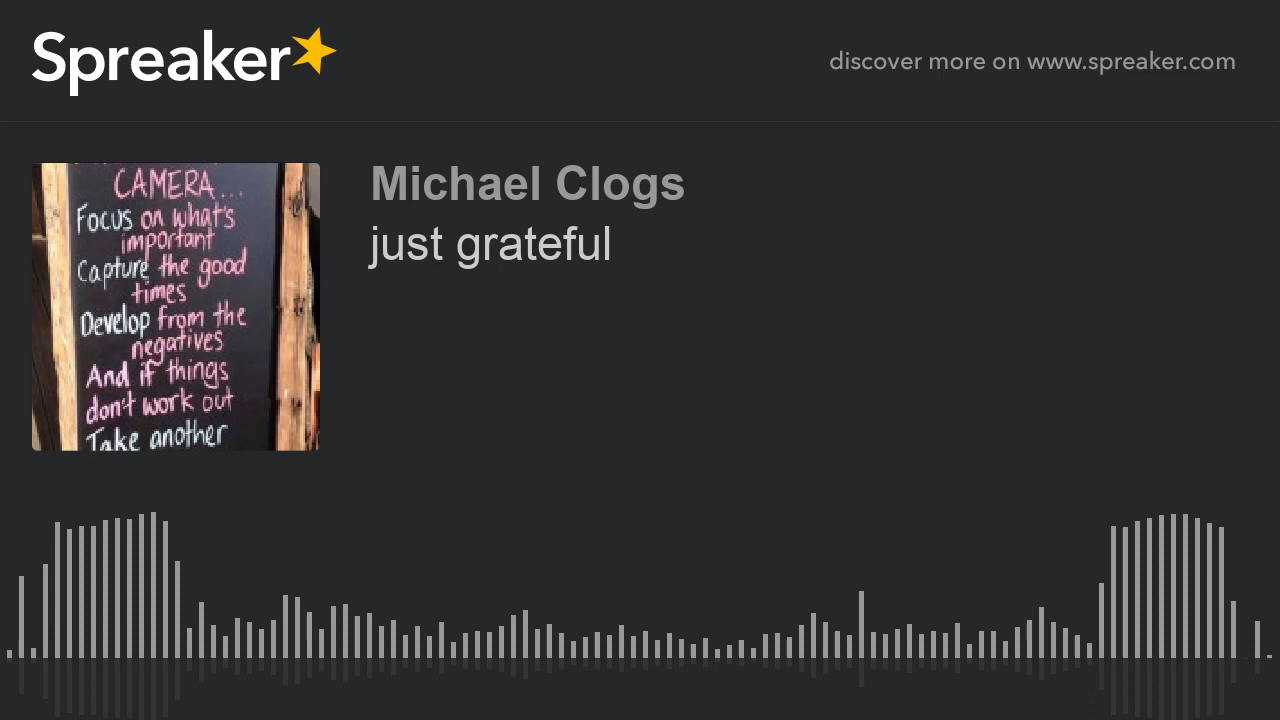 Spreaker
discover more on www.spreaker.com
Michael Clogs
just grateful
CAMERA...
Focus on what's
important
Capture the good
times
Develop from the
negatives
And if things
don't work out
Take another